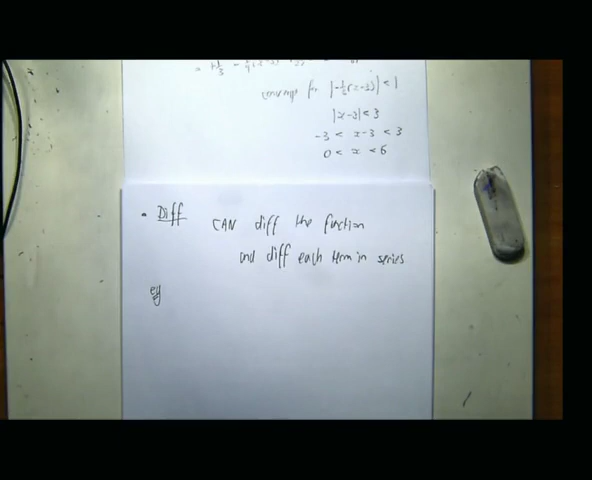 converge for |-⅓(x-3)| < 1
|x-3| < 3
-3 < x-3 < 3
0 < x < 6
• Diff CAN diff the function
and diff each term in series
eg